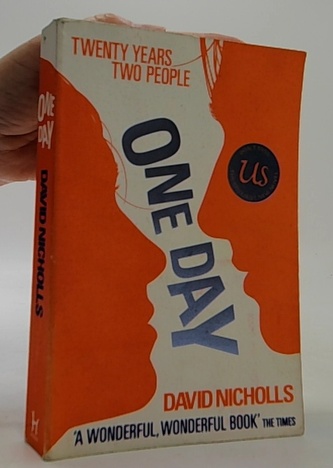 TWENTY YEARS
TWO PEOPLE
ONE DAY
Us
DAVID NICHOLLS
'A WONDERFUL, WONDERFUL BOOK' THE TIMES
ONE
DAY
DAVID NICHOLLS